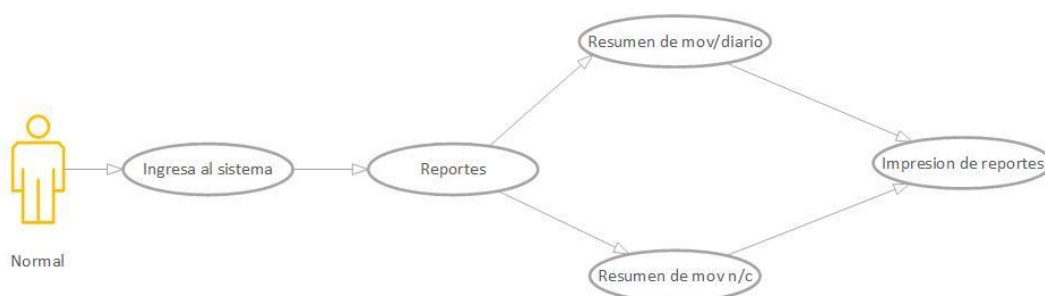 Resumen de mov/diario
Ingresa al sistema
Reportes
Impresion de reportes
Normal
Resumen de mov n/c